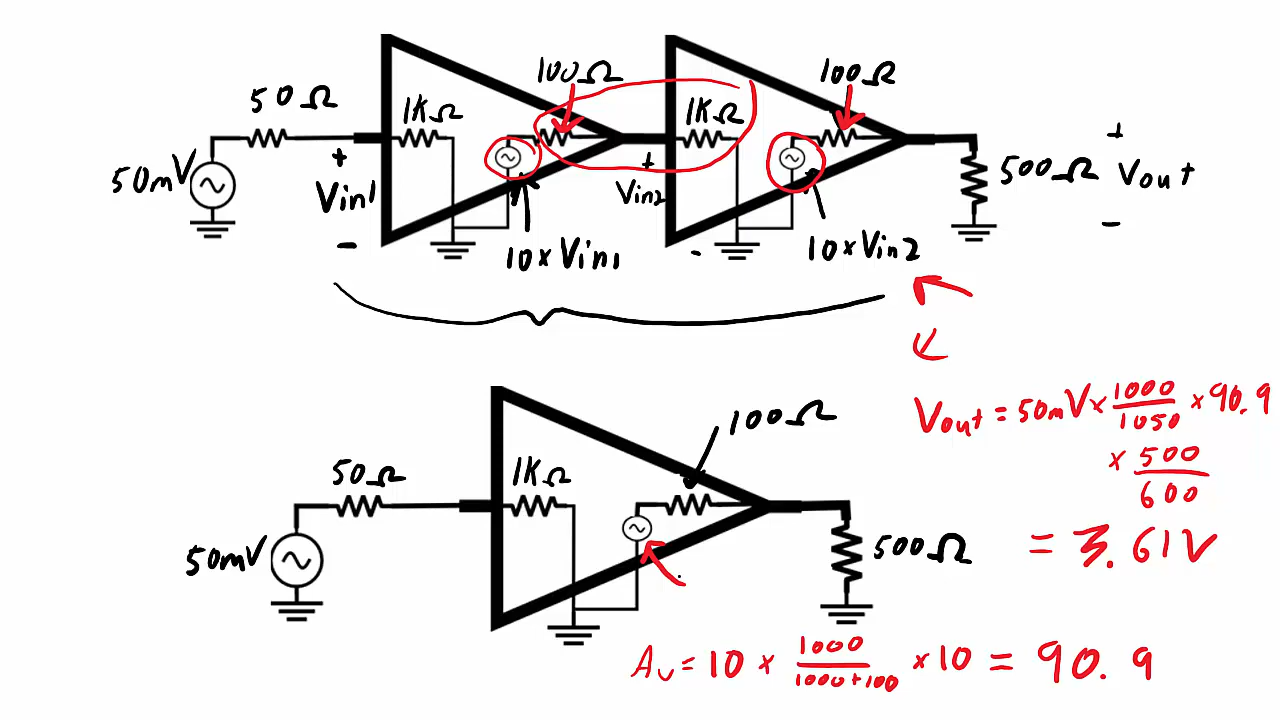 50Ω
50mV
1KΩ
100Ω
+
Vin1
-
10×Vin1
1KΩ
100Ω
+
Vin2
-
10×Vin2
500Ω
+
Vout
-
50Ω
50mV
1KΩ
100Ω
500Ω
Vout = 50mV × 1000/1050 × 90.9
× 500/600
= 3.61V
Av = 10 × 1000/1000+100 × 10 = 90.9